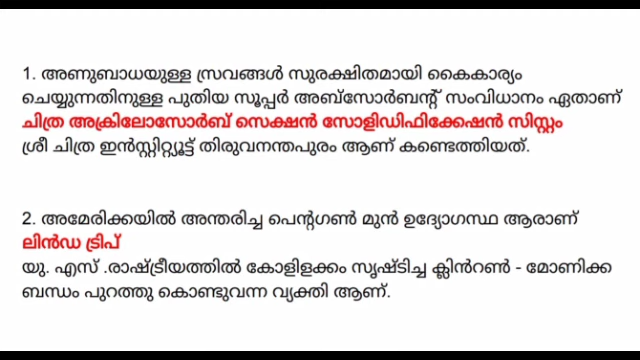 1. അണുബാധയുള്ള സ്രവങ്ങൾ സുരക്ഷിതമായി കൈകാര്യം
ചെയ്യുന്നതിനുള്ള പുതിയ സൂപ്പർ അബ്സോർബന്റ് സംവിധാനം ഏതാണ്
ചിത്ര അക്രിലോസോർബ് സെക്ഷൻ സോളിഡിഫിക്കേഷൻ സിസ്റ്റം
ശ്രീ ചിത്ര ഇൻസ്റ്റിറ്റ്യൂട്ട് തിരുവനന്തപുരം ആണ് കണ്ടെത്തിയത്.
2. അമേരിക്കയിൽ അന്തരിച്ച പെന്റഗൺ മുൻ ഉദ്യോഗസ്ഥ ആരാണ്
ലിൻഡ ട്രിപ്
യു. എസ് .രാഷ്ട്രീയത്തിൽ കോളിളക്കം സൃഷ്ടിച്ച ക്ലിൻറൺ - മോണിക്ക
ബന്ധം പുറത്തു കൊണ്ടുവന്ന വ്യക്തി ആണ്.